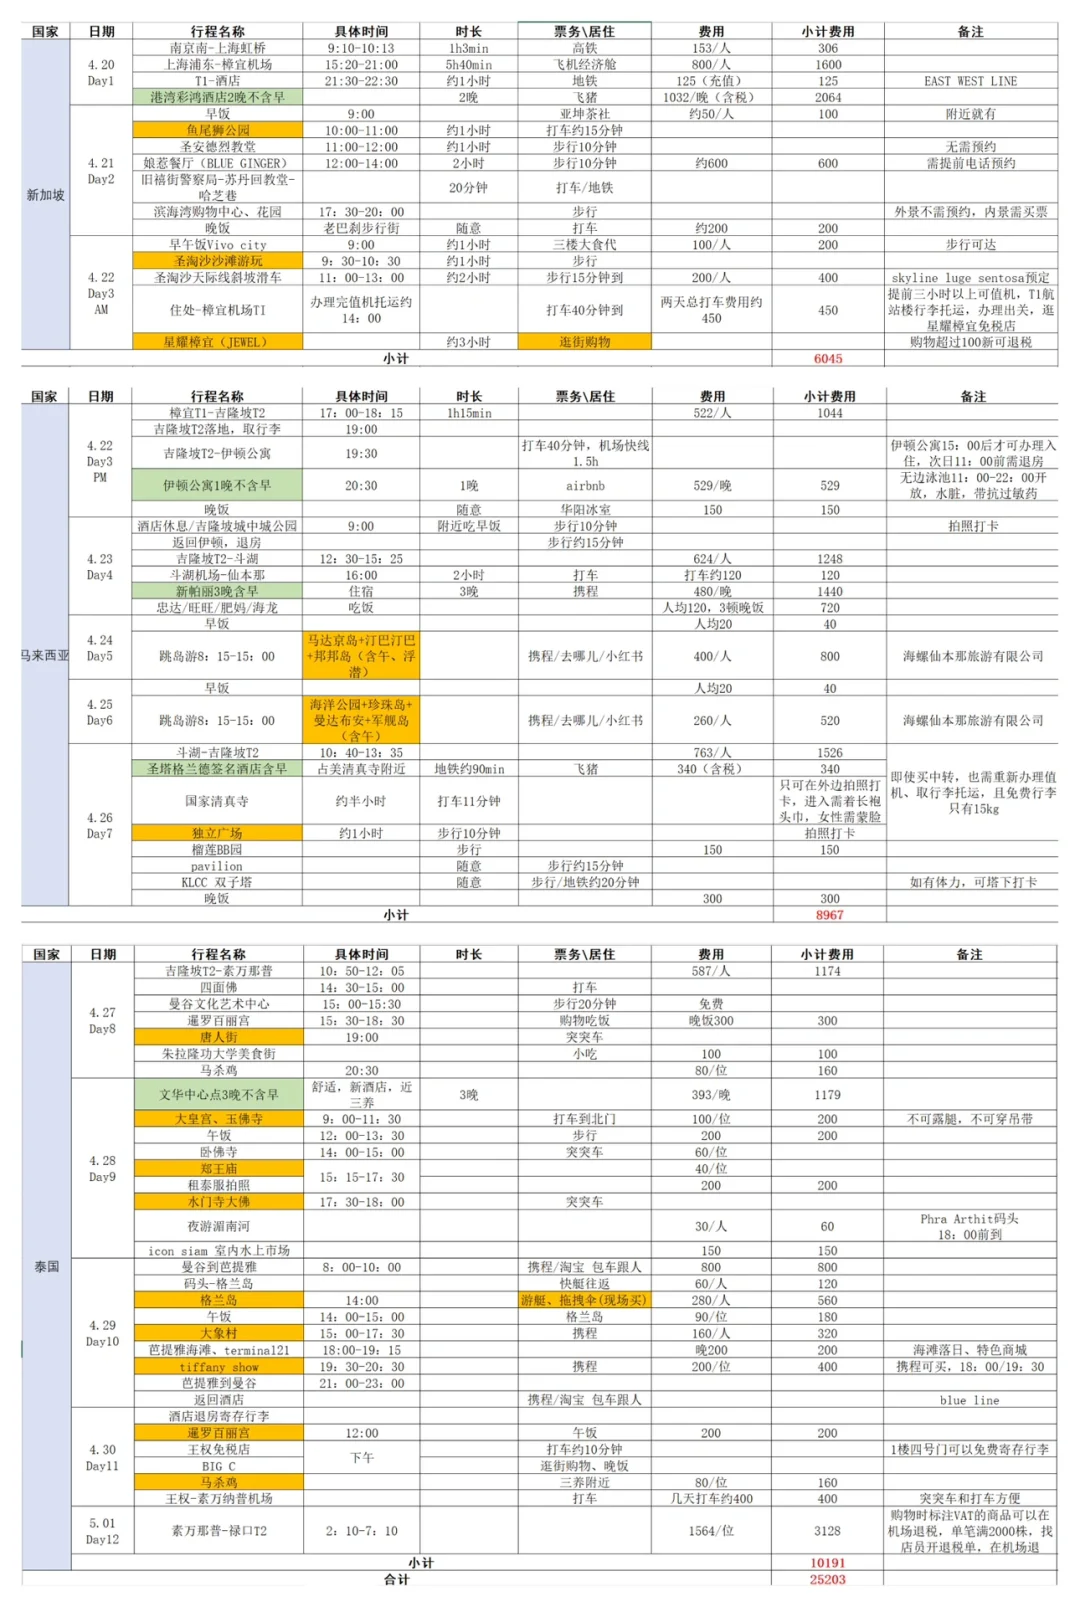 国家 日期 行程名称 具体时间 时长 票务\居住 费用 小计费用 备注
新加坡
4.20 Day1
南京南-上海虹桥 9:10-10:13 1h3min 高铁 153/人 306
上海浦东-樟宜机场 15:20-21:00 5h40min 飞机经济舱 800/人 1600
T1-酒店 21:30-22:30 约1小时 地铁 125（充值） 125 EAST WEST LINE
港湾彩鸿酒店2晚不含早 2晚 飞猪 1032/晚（含税） 2064
4.21 Day2
早饭 9:00 亚坤茶社 约50/人 100 附近就有
鱼尾狮公园 10:00-11:00 约1小时 打车约15分钟
圣安德烈教堂 11:00-12:00 约1小时 步行10分钟 无需预约
娘惹餐厅（BLUE GINGER） 12:00-14:00 2小时 步行10分钟 约600 600 需提前电话预约
旧禧街警察局-苏丹回教堂-
哈芝巷 20分钟 打车/地铁
滨海湾购物中心、花园 17：30-20：00 步行 外景不需预约，内景需买票
晚饭 老巴刹步行街 随意 打车 约200 200
4.22 Day3 AM
早午饭Vivo city 9:00 约1小时 三楼大食代 100/人 200 步行可达
圣淘沙沙滩游玩 9：30-10：30 约1小时 步行
圣淘沙天际线斜坡滑车 11：00-13：00 约2小时 步行15分钟到 200/人 400 skyline luge sentosa预定
住处-樟宜机场TI 办理完值机托运约
14：00 打车40分钟到 两天总打车费用约
450 450 提前三小时以上可值机，T1航
站楼行李托运，办理出关，逛
星耀樟宜免税店
星耀樟宜（JEWEL） 约3小时 逛街购物 购物超过100新可退税
小计 6045
国家 日期 行程名称 具体时间 时长 票务\居住 费用 小计费用 备注
马来西亚
4.22 Day3 PM
樟宜T1-吉隆坡T2 17：00-18：15 1h15min 522/人 1044
吉隆坡T2落地，取行李 19:00
吉隆坡T2-伊顿公寓 19:30 打车40分钟，机场快线
1.5h 伊顿公寓15：00后才可办理入
住，次日11：00前需退房
伊顿公寓1晚不含早 20:30 1晚 airbnb 529/晚 529 无边泳池11：00-22：00开
放，水脏，带抗过敏药
晚饭 随意 华阳冰室 150 150
4.23 Day4
酒店休息/吉隆坡城中城公园 9:00 附近吃早饭 步行10分钟 拍照打卡
返回伊顿，退房 步行约15分钟
吉隆坡T2-斗湖 12：30-15：25 624/人 1248
斗湖机场-仙本那 16:00 2小时 打车 打车约120 120
新帕丽3晚含早 住宿 3晚 携程 480/晚 1440
忠达/旺旺/肥妈/海龙 吃饭 人均120，3顿晚饭 720
4.24 Day5
早饭 人均20 40
跳岛游8：15-15：00 马达京岛+汀巴汀巴
+邦邦岛（含午、浮
潜） 携程/去哪儿/小红书 400/人 800 海螺仙本那旅游有限公司
4.25 Day6
早饭 人均20 40
跳岛游8：15-15：00 海洋公园+珍珠岛+
曼达布安+军舰岛
（含午） 携程/去哪儿/小红书 260/人 520 海螺仙本那旅游有限公司
4.26 Day7
斗湖-吉隆坡T2 10：40-13：35 763/人 1526
圣塔格兰德签名酒店含早 占美清真寺附近 地铁约90min 飞猪 340（含税） 340
即使买中转，也需重新办理值
机、取行李托运，且免费行李
只有15kg
国家清真寺 约半小时 打车11分钟 只可在外边拍照打
卡，进入需着长袍
头巾，女性需蒙脸
独立广场 约1小时 步行10分钟 拍照打卡
榴莲BB园 步行 150 150
pavilion 随意 步行约15分钟
KLCC 双子塔 随意 步行/地铁约20分钟 如有体力，可塔下打卡
晚饭 300 300
小计 8967
国家 日期 行程名称 具体时间 时长 票务\居住 费用 小计费用 备注
泰国
4.27 Day8
吉隆坡T2-素万那普 10：50-12：05 587/人 1174
四面佛 14：30-15：00 打车
曼谷文化艺术中心 15：00-15:30 步行20分钟 免费
暹罗百丽宫 15：30-18：30 购物吃饭 晚饭300 300
唐人街 19:00 突突车
朱拉隆功大学美食街 小吃 100 100
马杀鸡 20:30 80/位 160
4.28 Day9
文华中心点3晚不含早 舒适，新酒店，近
三养 3晚 393/晚 1179
大皇宫、玉佛寺 9：00-11：30 打车到北门 100/位 200 不可露腿，不可穿吊带
午饭 12：00-13：30 步行 200 200
卧佛寺 14：00-15：00 突突车 60/位
郑王庙 15：15-17：30 40/位
租泰服拍照 200 200
水门寺大佛 17：30-18：00 突突车
夜游湄南河 30/人 60 Phra Arthit码头
18：00前到
icon siam 室内水上市场 150 150
4.29 Day10
曼谷到芭提雅 8：00-10：00 携程/淘宝 包车跟人 800 800
码头-格兰岛 快艇往返 60/人 120
格兰岛 14:00 游艇、拖拽伞(现场买) 280/人 560
午饭 14：00-15：00 格兰岛 90/位 180
大象村 15：00-17：30 携程 160/人 320
芭提雅海滩、terminal21 18:00-19：15 晚200 200 海滩落日、特色商城
tiffany show 19：30-20：30 携程 200/位 400 携程可买，18：00/19：30
芭提雅到曼谷 21：00-23：00
返回酒店 携程/淘宝 包车跟人 blue line
4.30 Day11
酒店退房寄存行李
暹罗百丽宫 12:00 午饭 200 200
王权免税店 下午 打车约10分钟 1楼四号门可以免费寄存行李
BIG C 逛街购物、晚饭
马杀鸡 三养附近 80/位 160
王权-素万纳普机场 打车 几天打车约400 400 突突车和打车方便
5.01 Day12
素万那普-禄口T2 2：10-7：10 1564/位 3128 购物时标注VAT的商品可以在
机场退税，单笔满2000株，找
店员开退税单，在机场退
小计 10191
合计 25203